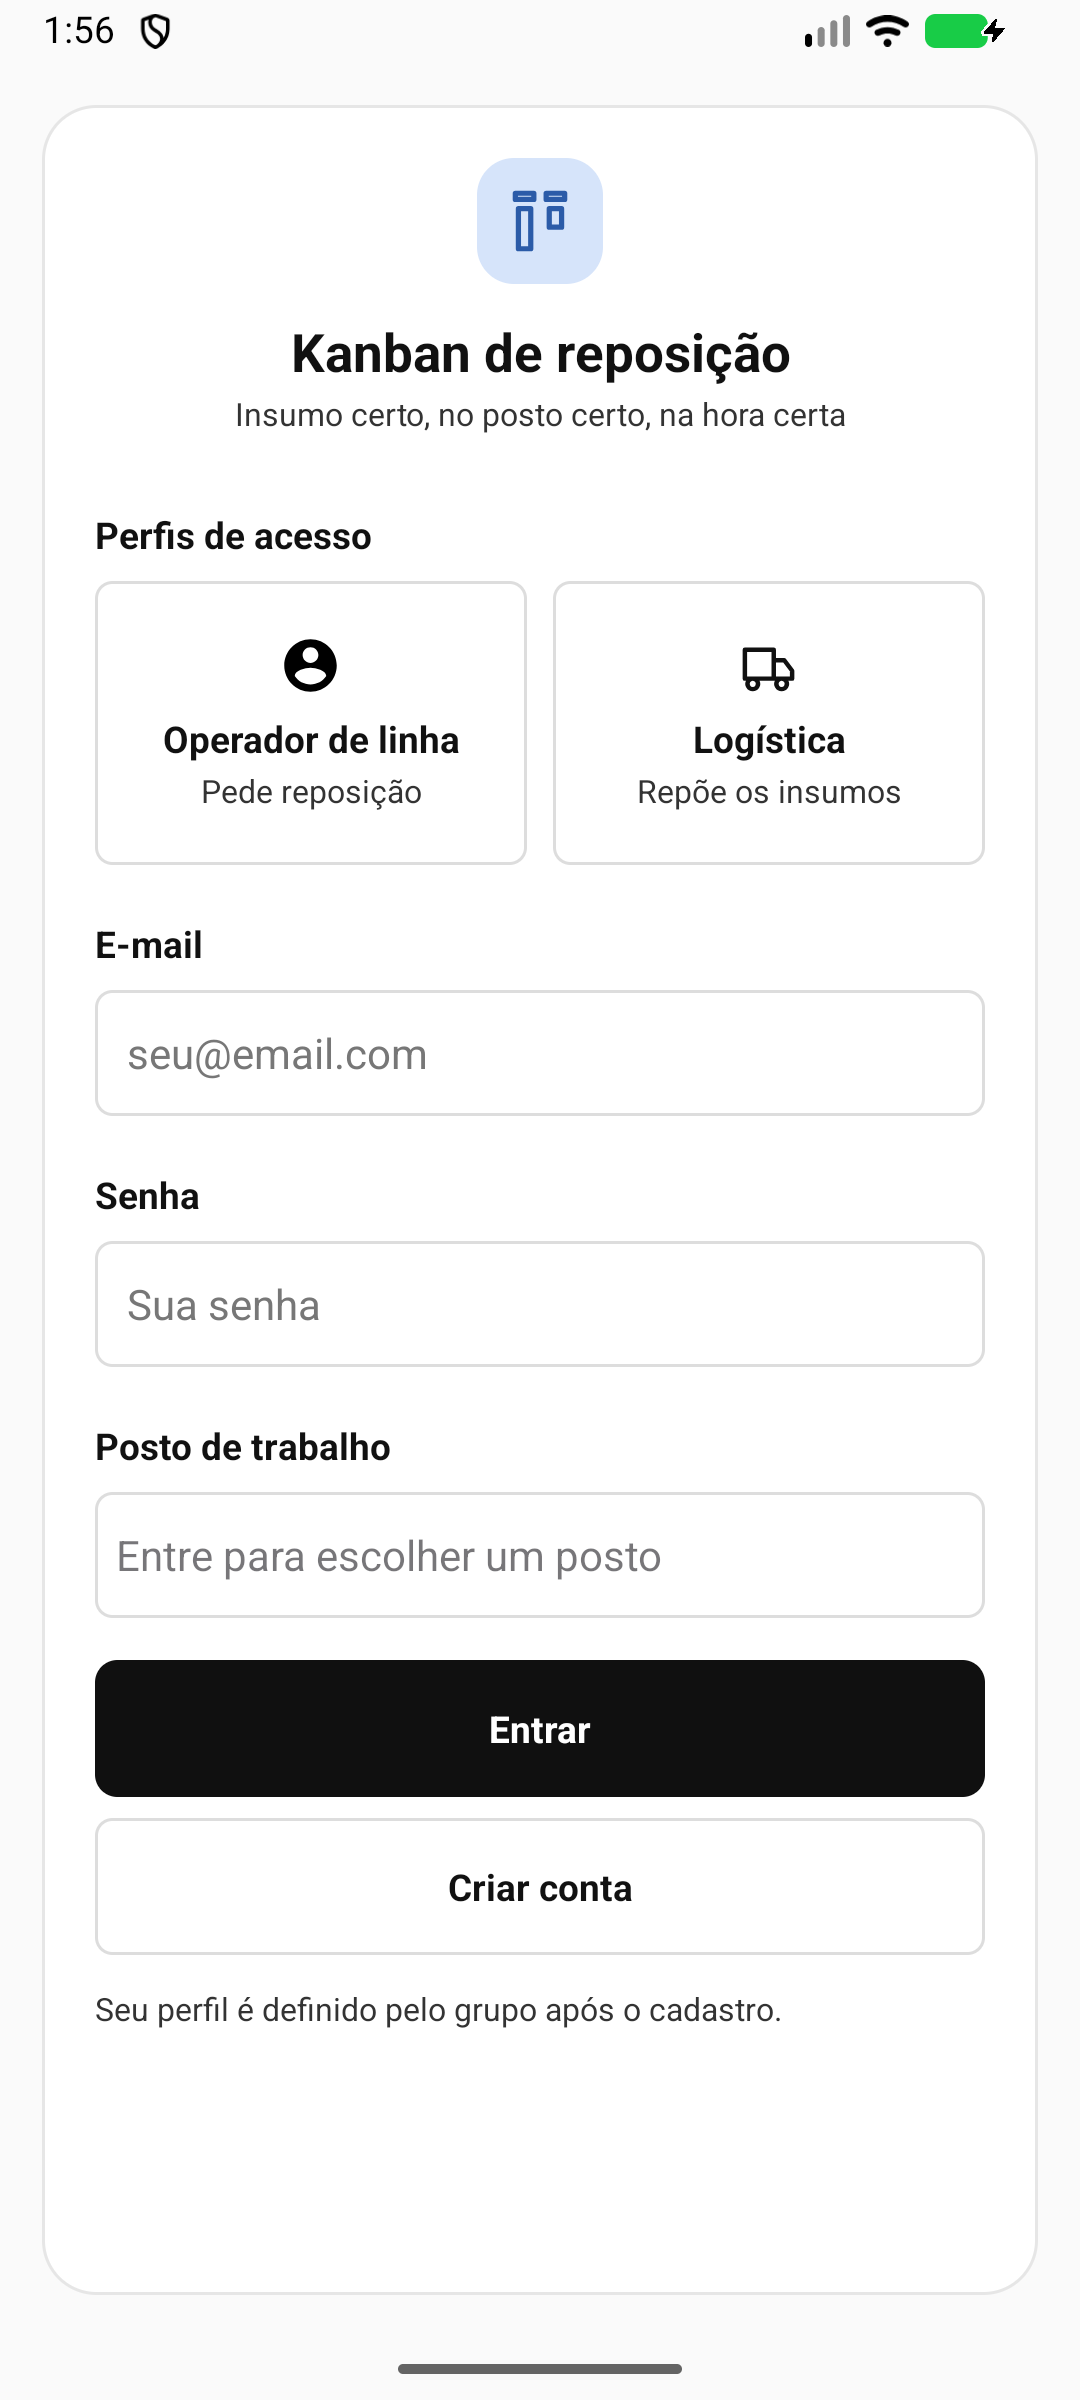 1:56
Kanban de reposição
Insumo certo, no posto certo, na hora certa
Perfis de acesso
Operador de linha
Pede reposição
Logística
Repõe os insumos
E-mail
seu@email.com
Senha
Sua senha
Posto de trabalho
Entre para escolher um posto
Entrar
Criar conta
Seu perfil é definido pelo grupo após o cadastro.